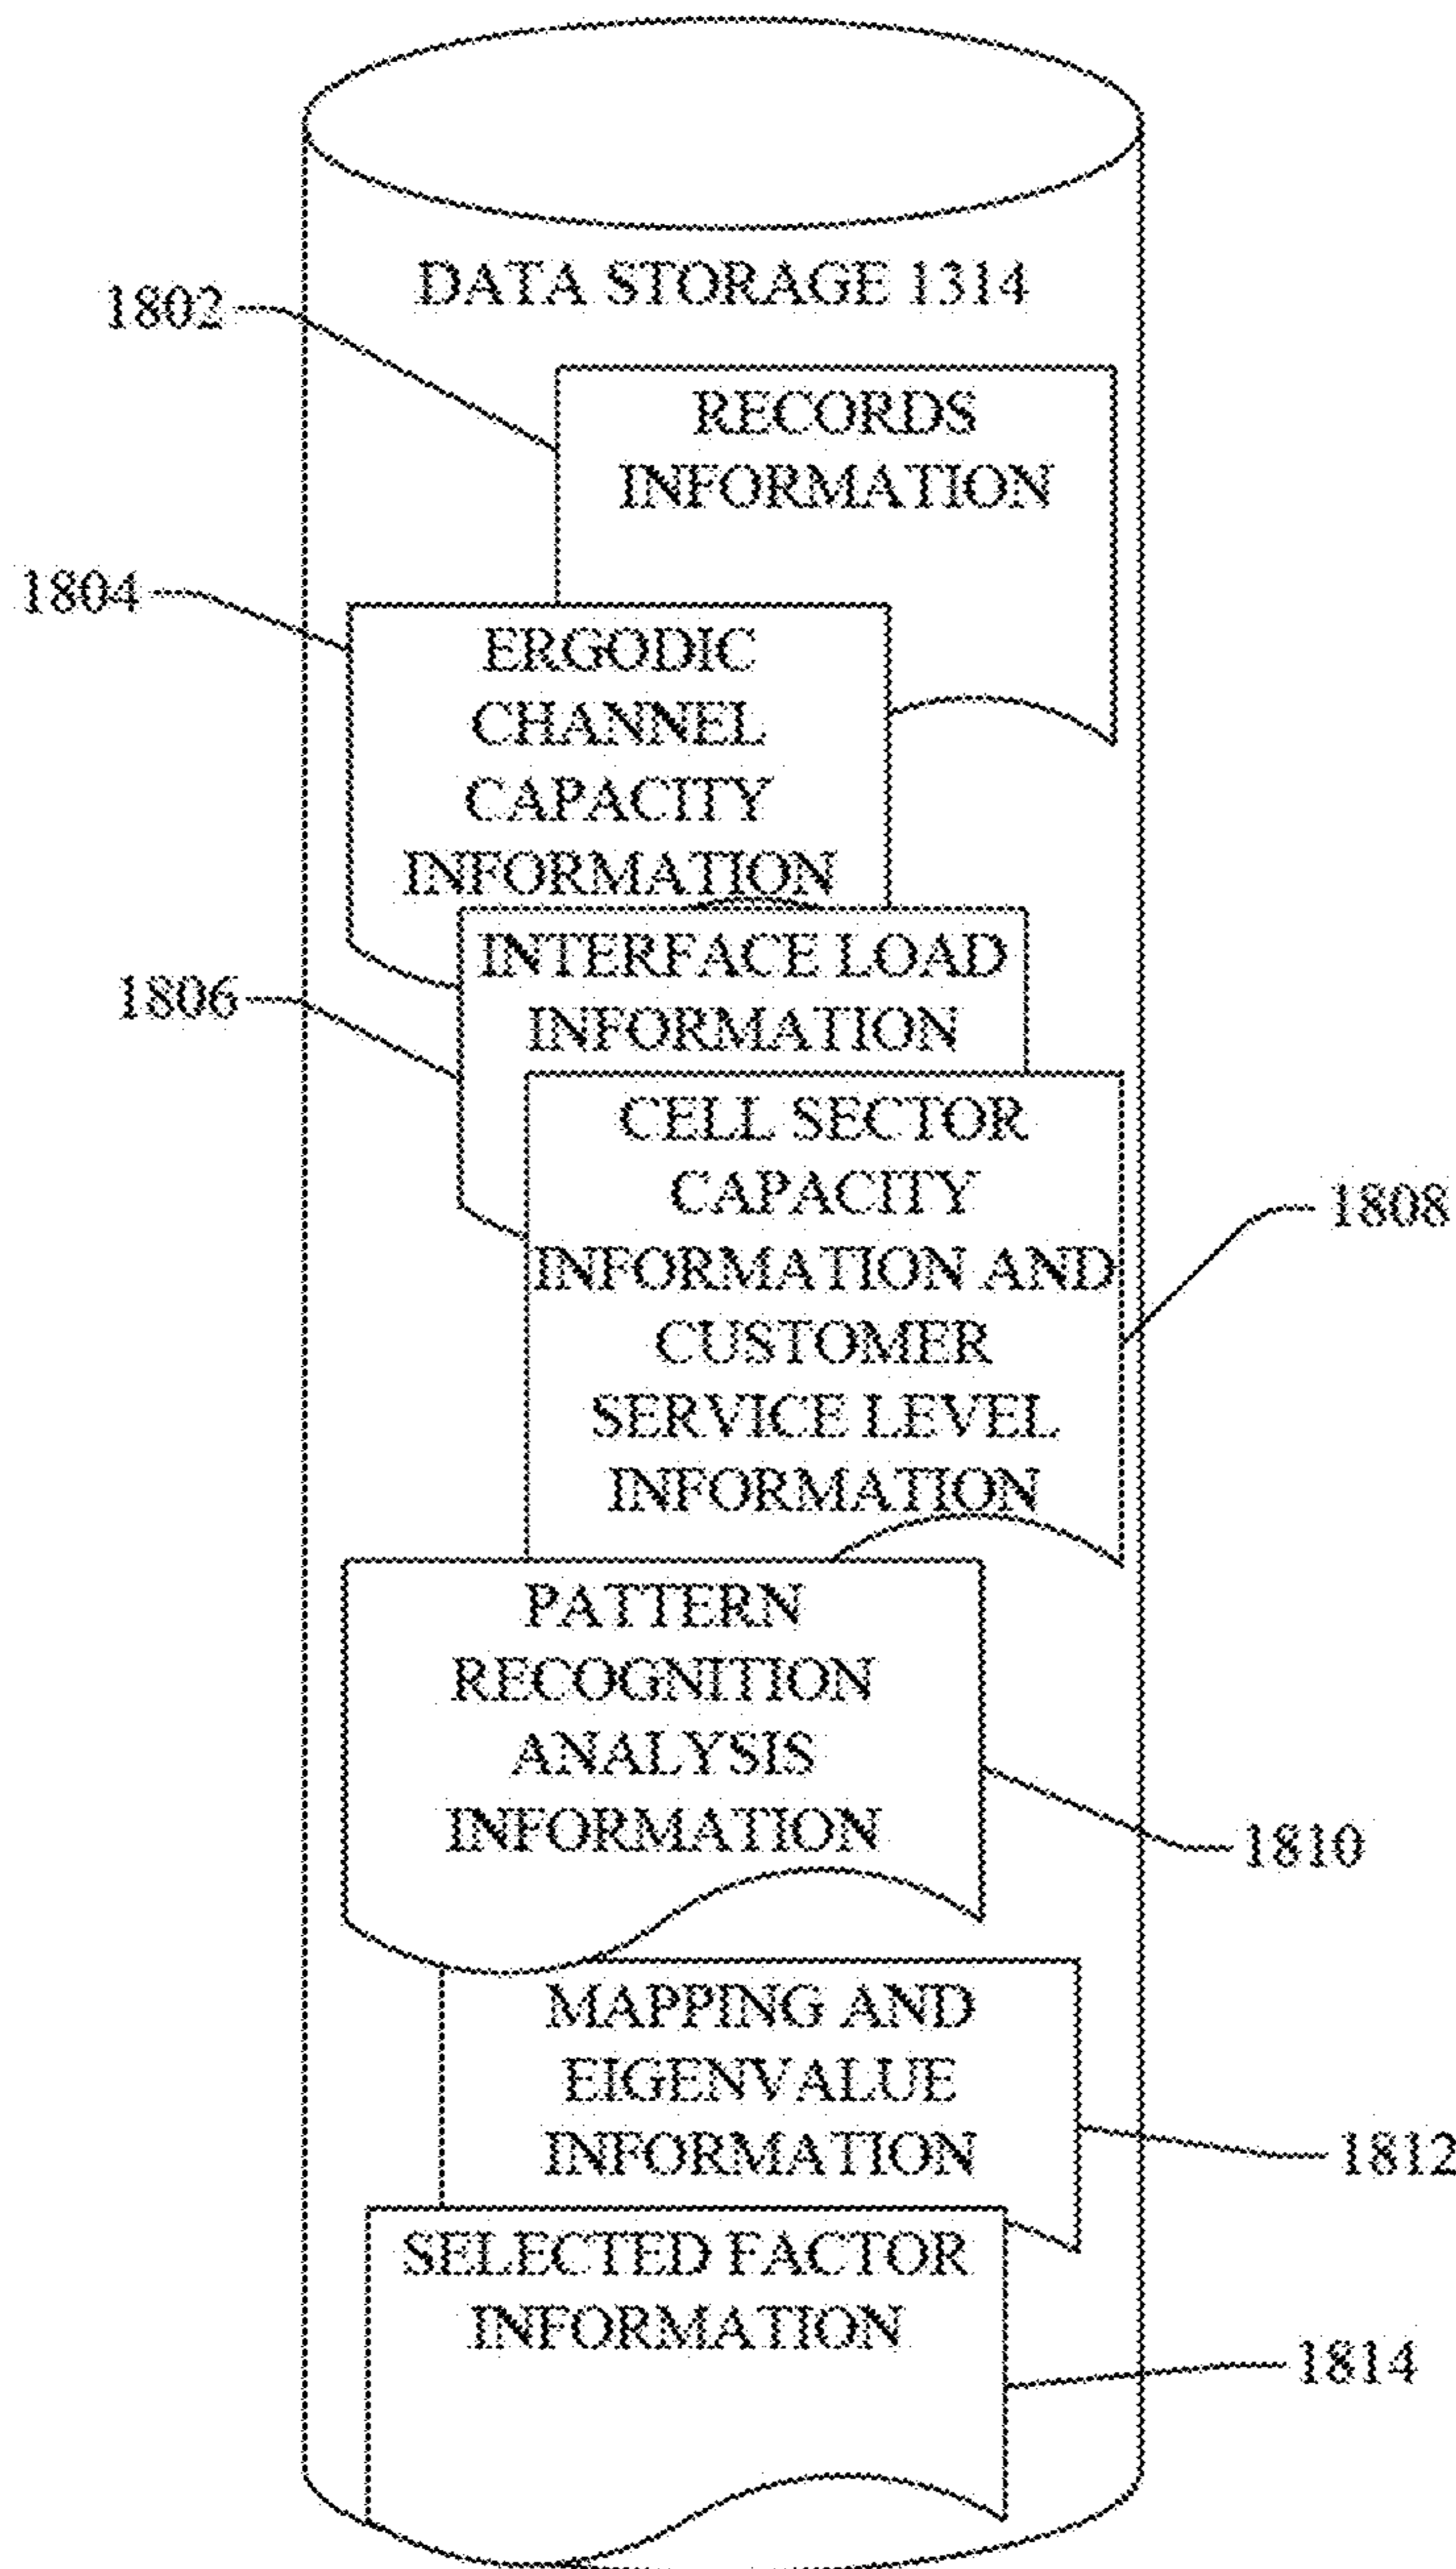 DATA STORAGE 1314
1802
RECORDS
INFORMATION
1804
ERGODIC
CHANNEL
CAPACITY
INFORMATION
1806
INTERFACE LOAD
INFORMATION
CELL SECTOR
CAPACITY
INFORMATION AND
CUSTOMER
SERVICE LEVEL
INFORMATION
1808
PATTERN
RECOGNITION
ANALYSIS
INFORMATION
1810
MAPPING AND
EIGENVALUE
INFORMATION
1812
SELECTED FACTOR
INFORMATION
1814